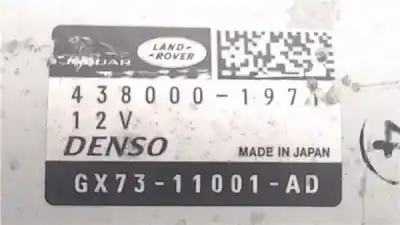 JAGUAR
LAND-
ROVER
438000-1971
12V
DENSO
MADE IN JAPAN
GX73-11001-AD